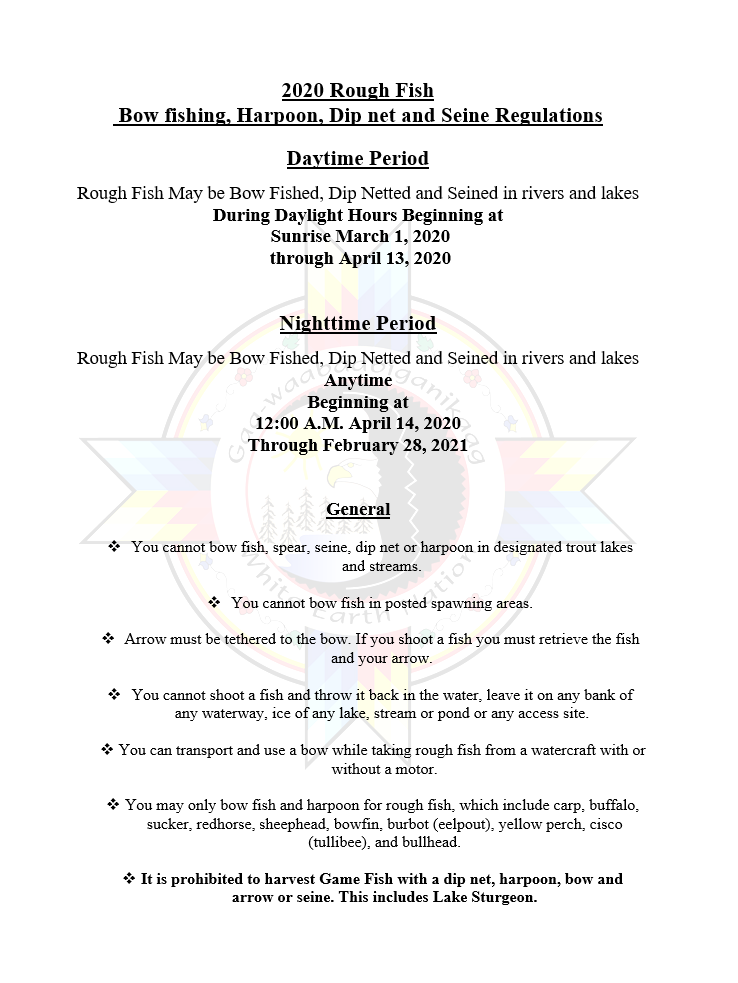 2020 Rough Fish
Bow fishing, Harpoon, Dip net and Seine Regulations
Daytime Period
Rough Fish May be Bow Fished, Dip Netted and Seined in rivers and lakes
During Daylight Hours Beginning at
Sunrise March 1, 2020
through April 13, 2020
Nighttime Period
Rough Fish May be Bow Fished, Dip Netted and Seined in rivers and lakes
Anytime
Beginning at
12:00 A.M. April 14, 2020
Through February 28, 2021
Gaa-waabaabiganikaag
General
❖ You cannot bow fish, spear, seine, dip net or harpoon in designated trout lakes
and streams.
White Earth Nation
❖ You cannot bow fish in posted spawning areas.
❖ Arrow must be tethered to the bow. If you shoot a fish you must retrieve the fish
and your arrow.
❖ You cannot shoot a fish and throw it back in the water, leave it on any bank of
any waterway, ice of any lake, stream or pond or any access site.
❖ You can transport and use a bow while taking rough fish from a watercraft with or
without a motor.
❖ You may only bow fish and harpoon for rough fish, which include carp, buffalo,
sucker, redhorse, sheephead, bowfin, burbot (eelpout), yellow perch, cisco
(tullibee), and bullhead.
❖ It is prohibited to harvest Game Fish with a dip net, harpoon, bow and
arrow or seine. This includes Lake Sturgeon.